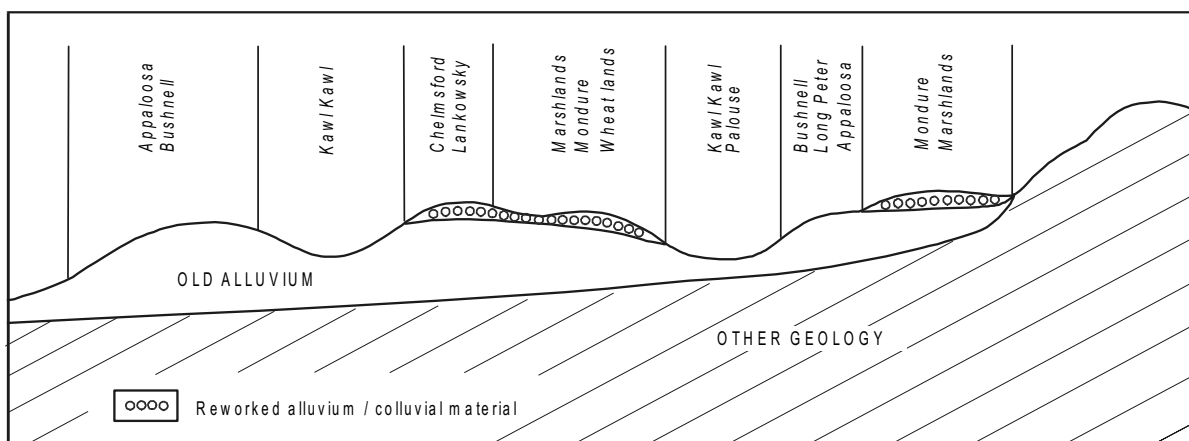 Appaloosa
Bushnell
Kawl Kawl
Chelmsford
Lankowsky
Marshlands
Mondure
Wheatlands
Kawl Kawl
Palouse
Bushnell
Long Peter
Appaloosa
Mondure
Marshlands
OLD ALLUVIUM
OTHER GEOLOGY
Reworked alluvium / colluvial material